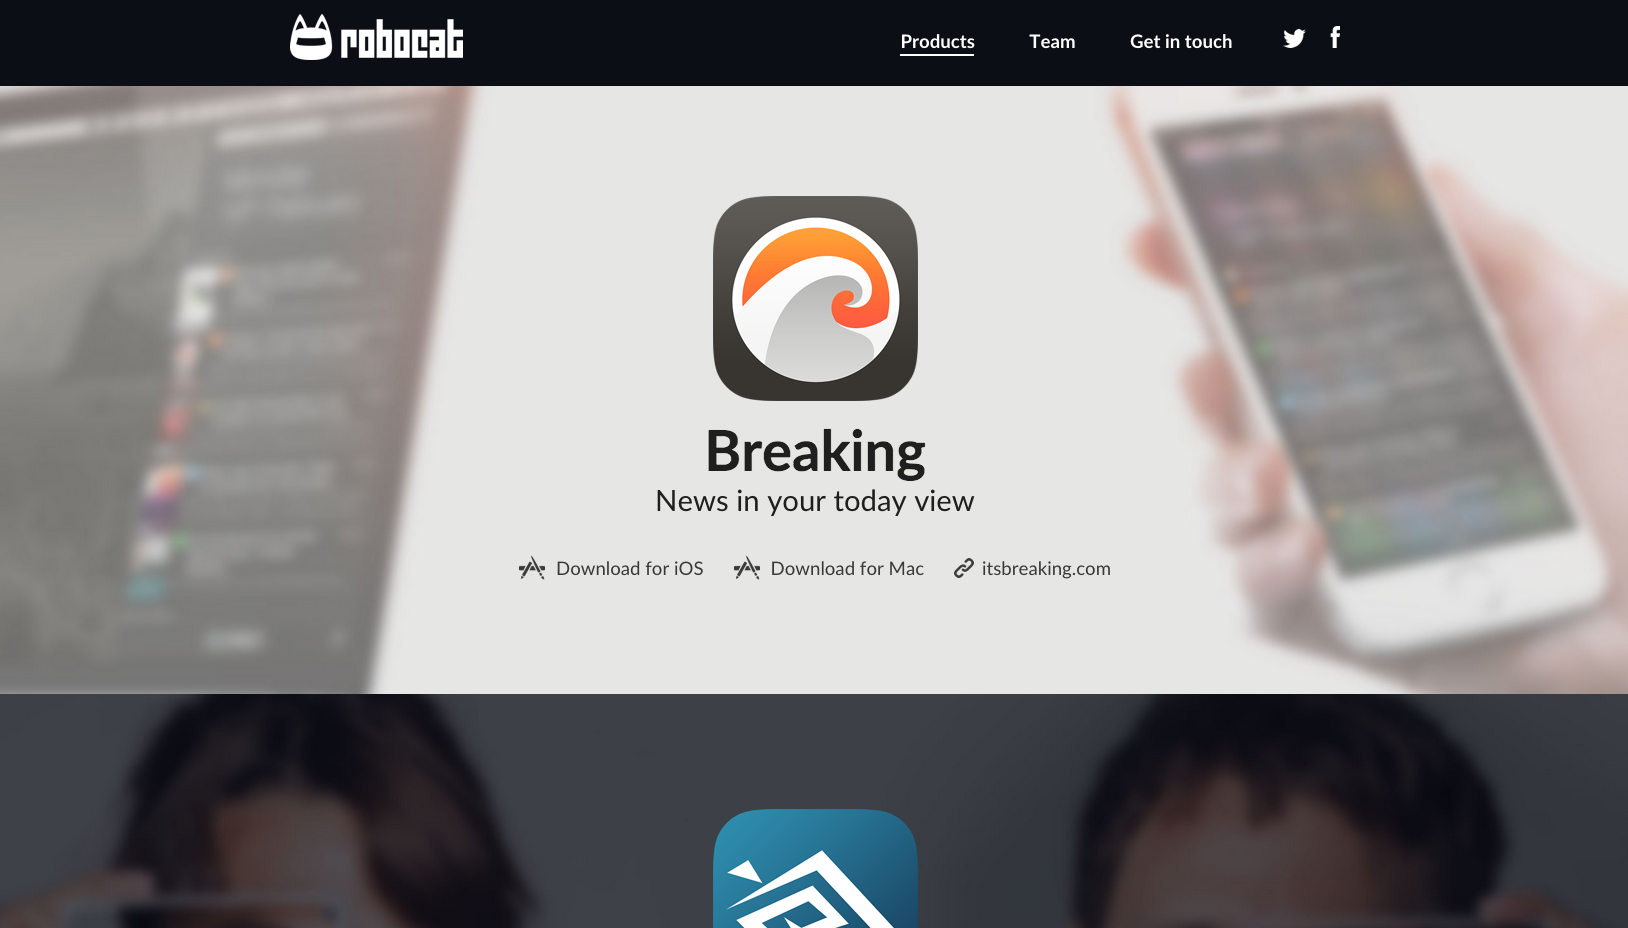 robocat
Products
Team
Get in touch
Breaking
News in your today view
Download for iOS
Download for Mac
itsbreaking.com